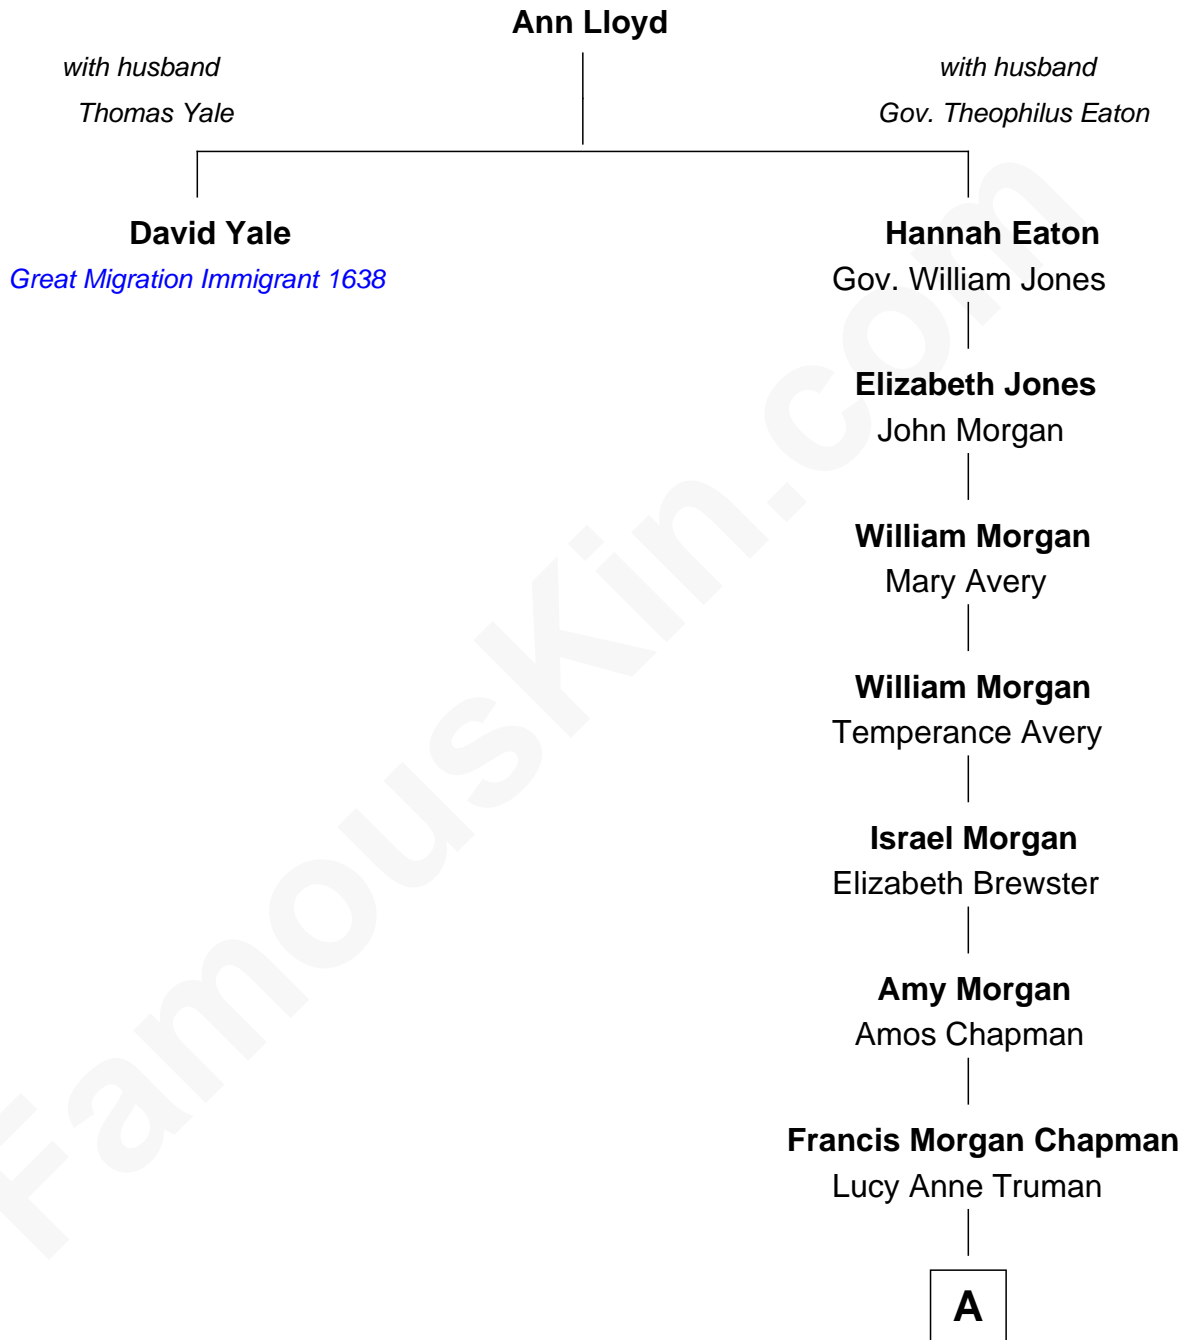 Ann Lloyd
with husband
Thomas Yale
with husband
Gov. Theophilus Eaton
David Yale
Great Migration Immigrant 1638
Hannah Eaton
Gov. William Jones
Elizabeth Jones
John Morgan
William Morgan
Mary Avery
William Morgan
Temperance Avery
Israel Morgan
Elizabeth Brewster
Amy Morgan
Amos Chapman
Francis Morgan Chapman
Lucy Anne Truman
A
FamousKin.com